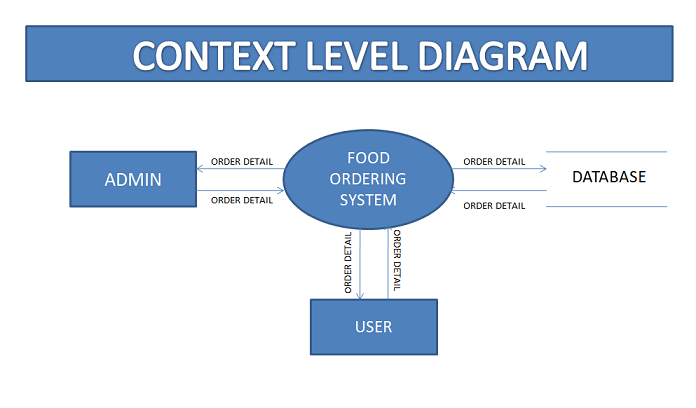 CONTEXT LEVEL DIAGRAM
ORDER DETAIL
FOOD
ORDERING
SYSTEM
ORDER DETAIL
ADMIN
DATABASE
ORDER DETAIL
ORDER DETAIL
ORDER DETAIL
ORDER DETAIL
USER